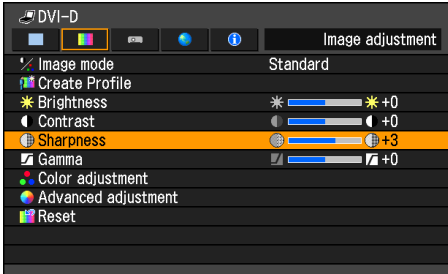 DVI-D
Image adjustment
Image mode Standard
Create Profile
Brightness +0
Contrast +0
Sharpness +3
Gamma +0
Color adjustment
Advanced adjustment
Reset